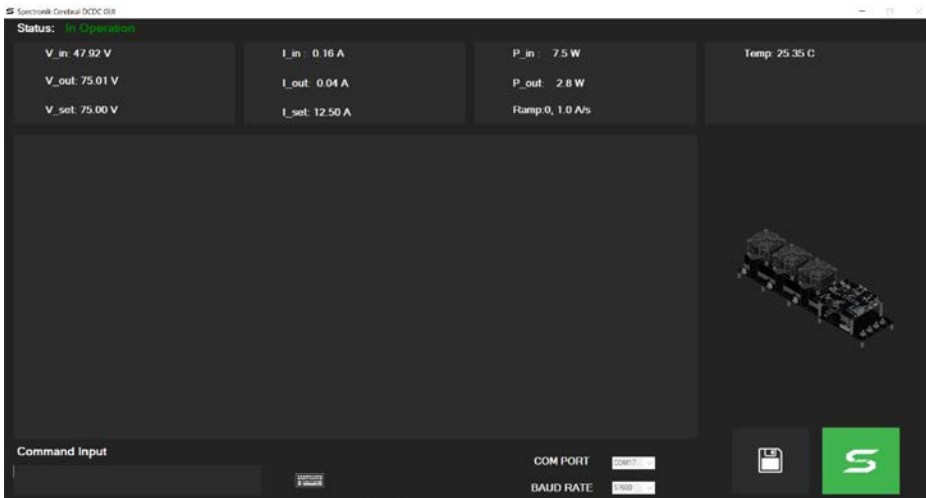 Spectronik Cerebral DCDC GUI
Status: In Operation
V_in: 47.92 V
I_in : 0.16 A
P_in : 7.5 W
Temp: 25.35 C
V_out: 75.01 V
I_out: 0.04 A
P_out: 2.8 W
V_set: 75.00 V
I_set: 12.50 A
Ramp:0, 1.0 A/s
Command Input
COM PORT COM17
BAUD RATE 57600